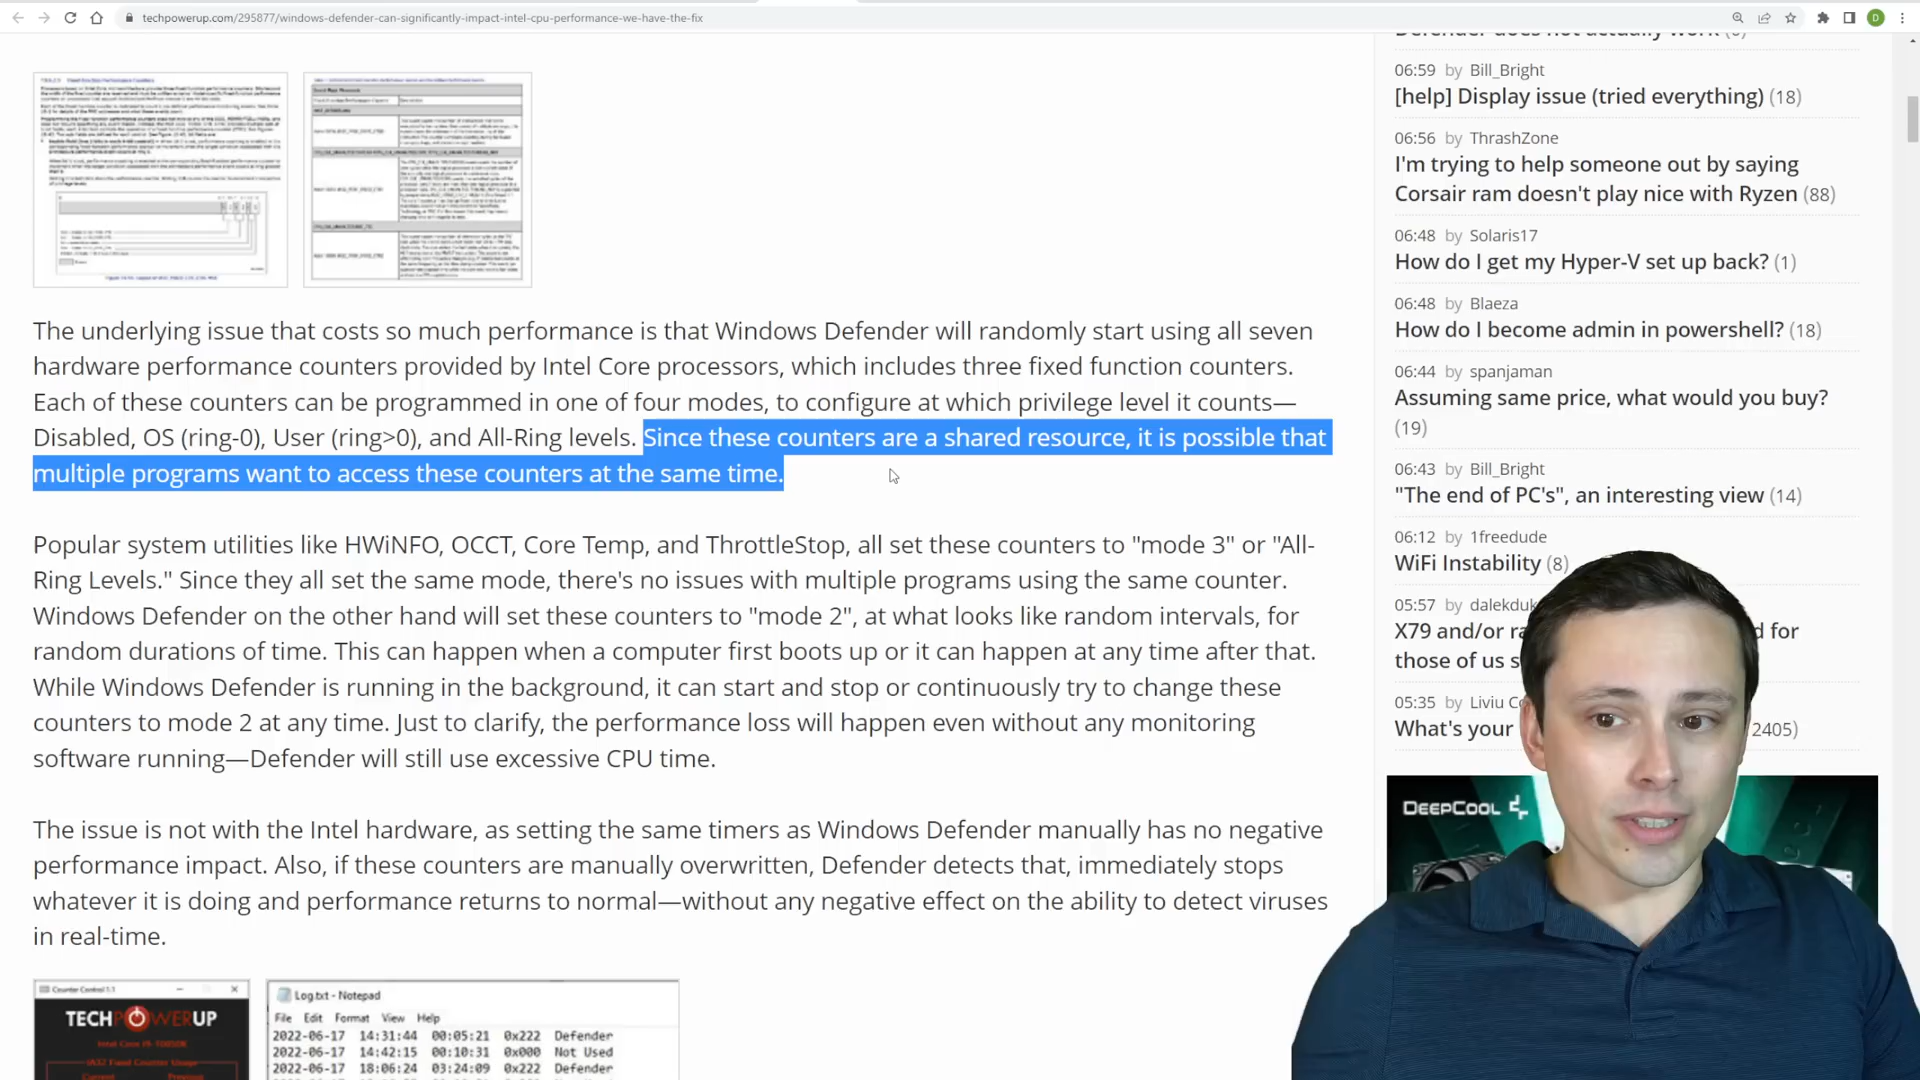 techpowerup.com/295877/windows-defender-can-significantly-impact-intel-cpu-performance-we-have-the-fix
D
The underlying issue that costs so much performance is that Windows Defender will randomly start using all seven
hardware performance counters provided by Intel Core processors, which includes three fixed function counters.
Each of these counters can be programmed in one of four modes, to configure at which privilege level it counts—
Disabled, OS (ring-0), User (ring>0), and All-Ring levels. Since these counters are a shared resource, it is possible that
multiple programs want to access these counters at the same time.
Popular system utilities like HWiNFO, OCCT, Core Temp, and ThrottleStop, all set these counters to "mode 3" or "All-
Ring Levels." Since they all set the same mode, there's no issues with multiple programs using the same counter.
Windows Defender on the other hand will set these counters to "mode 2", at what looks like random intervals, for
random durations of time. This can happen when a computer first boots up or it can happen at any time after that.
While Windows Defender is running in the background, it can start and stop or continuously try to change these
counters to mode 2 at any time. Just to clarify, the performance loss will happen even without any monitoring
software running—Defender will still use excessive CPU time.
The issue is not with the Intel hardware, as setting the same timers as Windows Defender manually has no negative
performance impact. Also, if these counters are manually overwritten, Defender detects that, immediately stops
whatever it is doing and performance returns to normal—without any negative effect on the ability to detect viruses
in real-time.
Counter Control 1.1
TECHPOWERUP
Log.txt - Notepad
File Edit Format View Help
2022-06-17 14:31:44 00:05:21 0x222 Defender
2022-06-17 14:42:15 00:10:31 0x000 Not Used
2022-06-17 18:06:24 03:24:09 0x222 Defender
Defender does not actually work
06:59 by Bill_Bright
[help] Display issue (tried everything) (18)
06:56 by ThrashZone
I'm trying to help someone out by saying
Corsair ram doesn't play nice with Ryzen (88)
06:48 by Solaris17
How do I get my Hyper-V set up back? (1)
06:48 by Blaeza
How do I become admin in powershell? (18)
06:44 by spanjaman
Assuming same price, what would you buy?
(19)
06:43 by Bill_Bright
"The end of PC's", an interesting view (14)
06:12 by 1freedude
WiFi Instability (8)
05:57 by dalekduk
X79 and/or ra d for
those of us s
05:35 by Liviu Co
What's your 2405)
DEEPCOOL